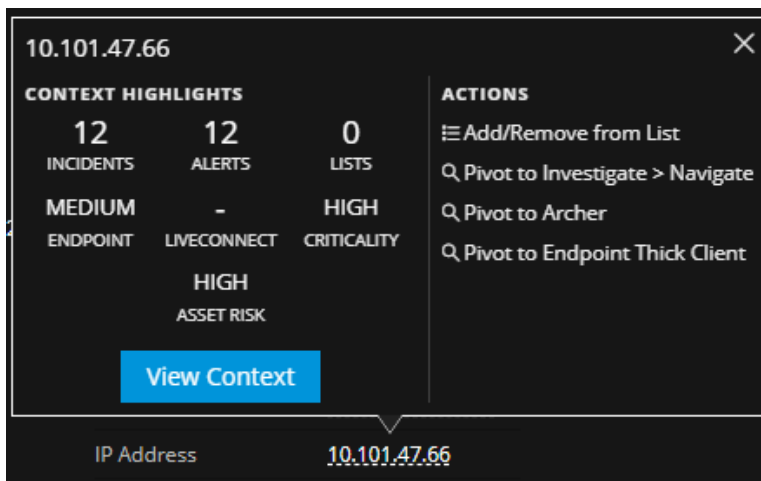 10.101.47.66
CONTEXT HIGHLIGHTS
12 12 0
INCIDENTS ALERTS LISTS
MEDIUM - HIGH
ENDPOINT LIVECONNECT CRITICALITY
HIGH
ASSET RISK
View Context
ACTIONS
Add/Remove from List
Pivot to Investigate > Navigate
Pivot to Archer
Pivot to Endpoint Thick Client
IP Address 10.101.47.66